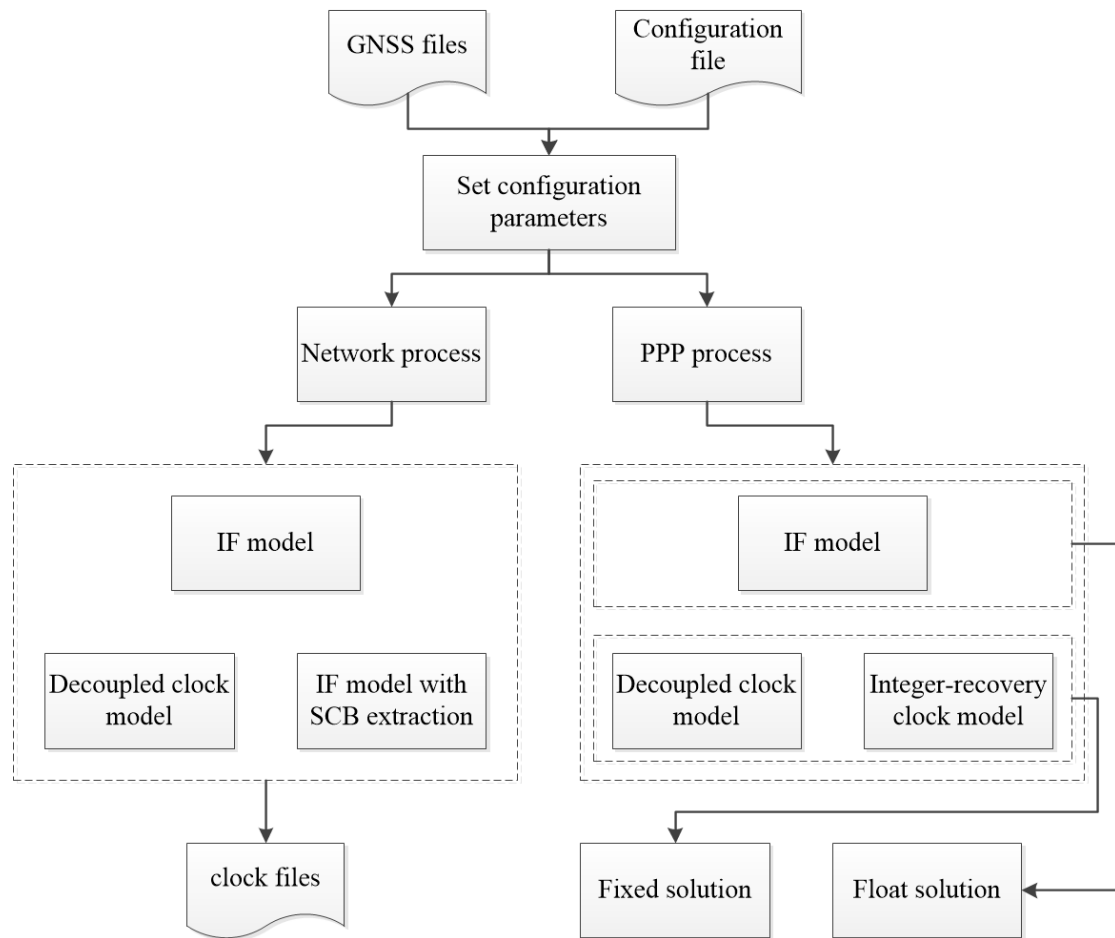 GNSS files
Configuration
file
Set configuration
parameters
Network process
PPP process
IF model
IF model
Decoupled clock
model
IF model with
SCB extraction
Decoupled clock
model
Integer-recovery
clock model
clock files
Fixed solution
Float solution